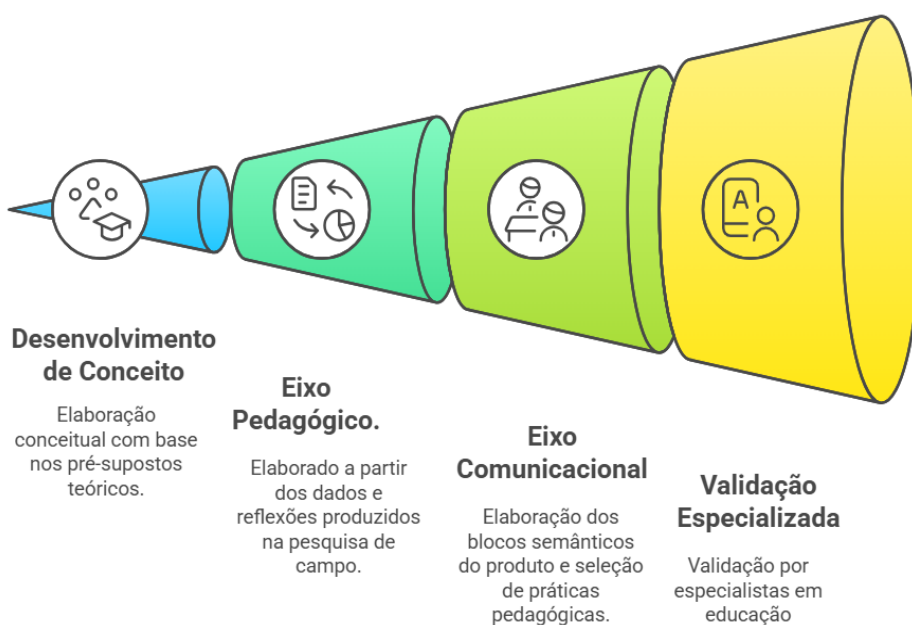 Desenvolvimento
de Conceito
Elaboração
conceitual com base
nos pré-supostos
teóricos.
Eixo
Pedagógico.
Elaborado a partir
dos dados e
reflexões produzidos
na pesquisa de
campo.
Eixo
Comunicacional
Elaboração dos
blocos semânticos
do produto e seleção
de práticas
pedagógicas.
Validação
Especializada
Validação por
especialistas em
educação
A